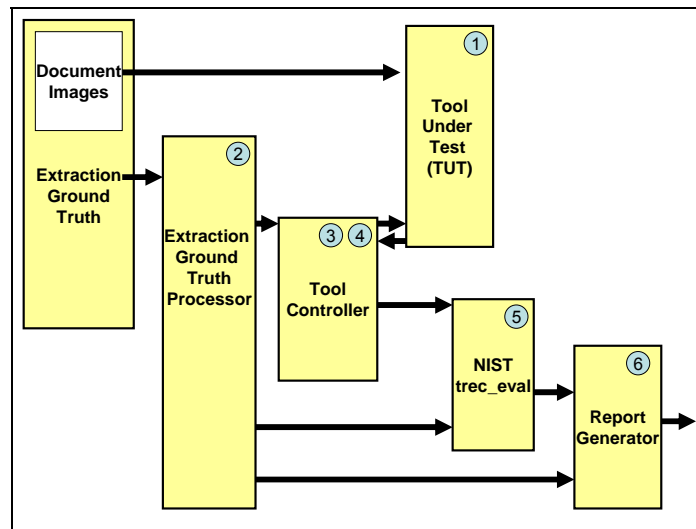 Document
Images
Extraction
Ground
Truth
1
Tool
Under
Test
(TUT)
2
Extraction
Ground
Truth
Processor
3 4
Tool
Controller
5
NIST
trec_eval
6
Report
Generator